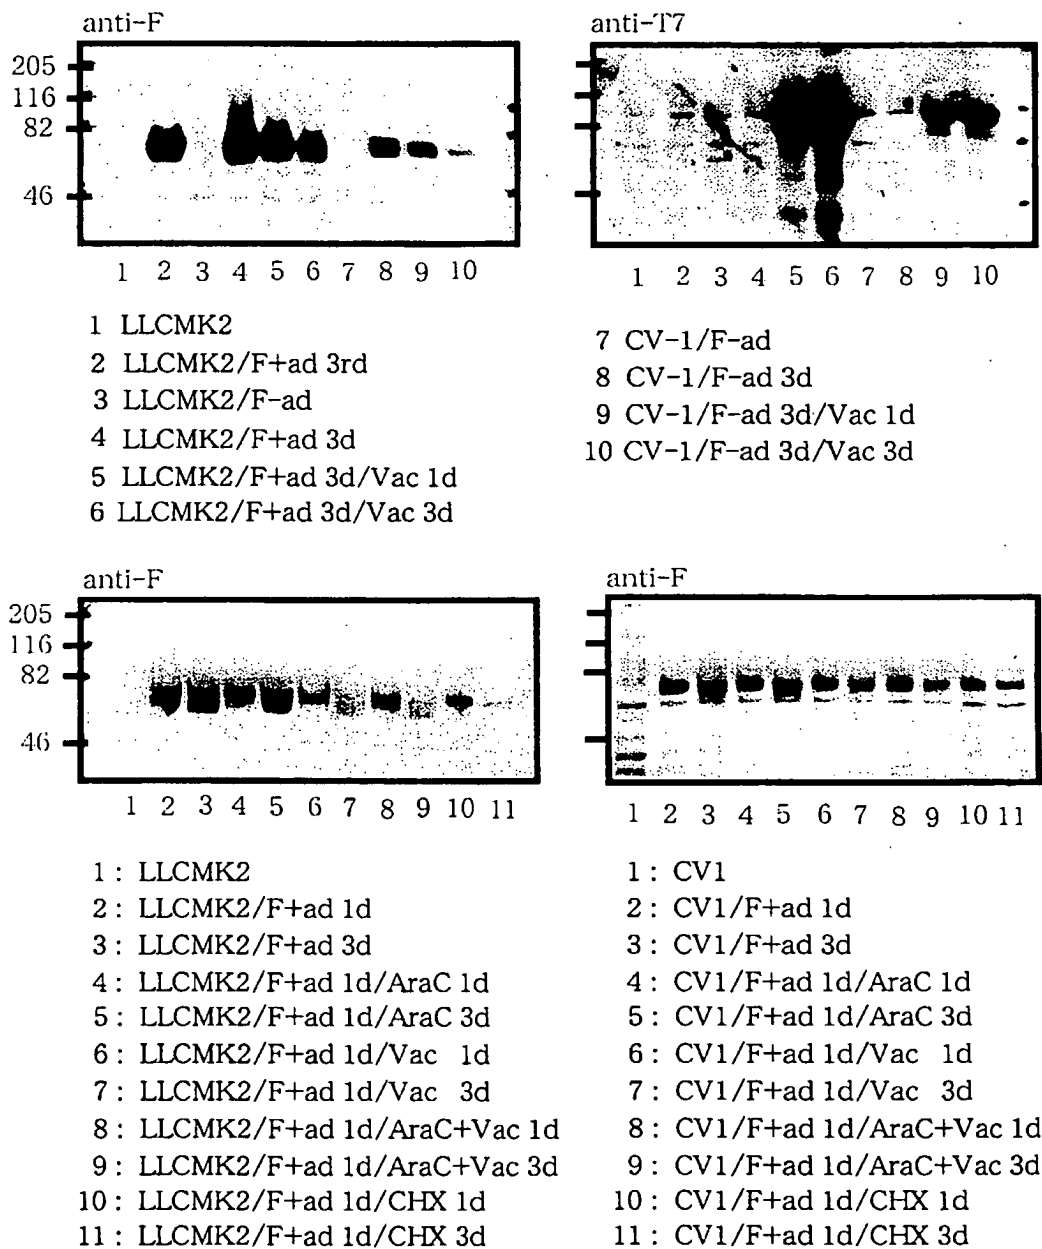 anti-F
205
116
82
46
1 2 3 4 5 6 7 8 9 10
anti-T7
1 2 3 4 5 6 7 8 9 10
1 LLCMK2
2 LLCMK2/F+ad 3rd
3 LLCMK2/F-ad
4 LLCMK2/F+ad 3d
5 LLCMK2/F+ad 3d/Vac 1d
6 LLCMK2/F+ad 3d/Vac 3d
7 CV-1/F-ad
8 CV-1/F-ad 3d
9 CV-1/F-ad 3d/Vac 1d
10 CV-1/F-ad 3d/Vac 3d
anti-F
205
116
82
46
1 2 3 4 5 6 7 8 9 10 11
anti-F
1 2 3 4 5 6 7 8 9 10 11
1 : LLCMK2
2 : LLCMK2/F+ad 1d
3 : LLCMK2/F+ad 3d
4 : LLCMK2/F+ad 1d/AraC 1d
5 : LLCMK2/F+ad 1d/AraC 3d
6 : LLCMK2/F+ad 1d/Vac 1d
7 : LLCMK2/F+ad 1d/Vac 3d
8 : LLCMK2/F+ad 1d/AraC+Vac 1d
9 : LLCMK2/F+ad 1d/AraC+Vac 3d
10 : LLCMK2/F+ad 1d/CHX 1d
11 : LLCMK2/F+ad 1d/CHX 3d
1 : CV1
2 : CV1/F+ad 1d
3 : CV1/F+ad 3d
4 : CV1/F+ad 1d/AraC 1d
5 : CV1/F+ad 1d/AraC 3d
6 : CV1/F+ad 1d/Vac 1d
7 : CV1/F+ad 1d/Vac 3d
8 : CV1/F+ad 1d/AraC+Vac 1d
9 : CV1/F+ad 1d/AraC+Vac 3d
10 : CV1/F+ad 1d/CHX 1d
11 : CV1/F+ad 1d/CHX 3d